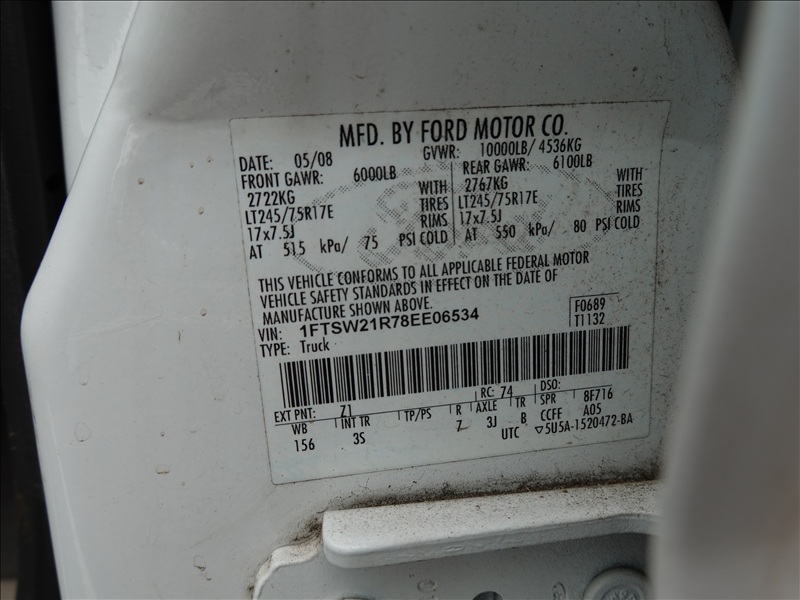 MFD. BY FORD MOTOR CO.
DATE: 05/08 GVWR: 10000LB/ 4536KG
FRONT GAWR: 6000LB REAR GAWR: 6100LB
2722KG WITH 2767KG WITH
LT245/75R17E TIRES LT245/75R17E TIRES
17x7.5J RIMS 17x7.5J RIMS
AT 515 kPa/ 75 PSI COLD AT 550 kPa/ 80 PSI COLD
THIS VEHICLE CONFORMS TO ALL APPLICABLE FEDERAL MOTOR
VEHICLE SAFETY STANDARDS IN EFFECT ON THE DATE OF
MANUFACTURE SHOWN ABOVE.
VIN: 1FTSW21R78EE06534 F0689
TYPE: Truck T1132
EXT PNT: Z1 RC: 74 DSO:
WB INT TR TP/PS R AXLE TR SPR 8F716
156 3S 7 3J B CCFF A05
UTC ▽5U5A-1520472-BA